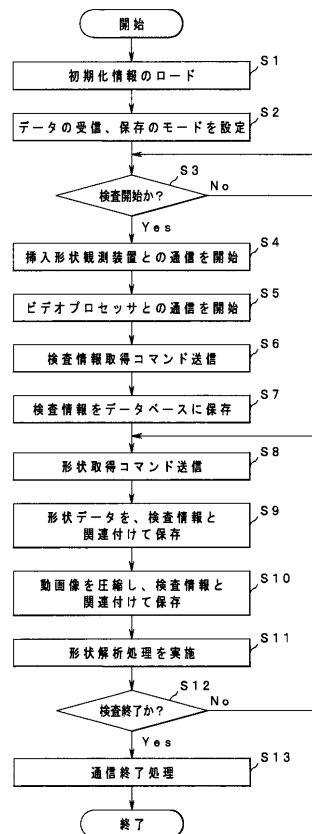 開始
S1
初期化情報のロード
S2
データの受信、保存のモードを設定
S3
検査開始か？
No
Yes
S4
挿入形状観測装置との通信を開始
S5
ビデオプロセッサとの通信を開始
S6
検査情報取得コマンド送信
S7
検査情報をデータベースに保存
S8
形状取得コマンド送信
S9
形状データを、検査情報と
関連付けて保存
S10
動画像を圧縮し、検査情報と
関連付けて保存
S11
形状解析処理を実施
S12
検査終了か？
No
Yes
S13
通信終了処理
終了